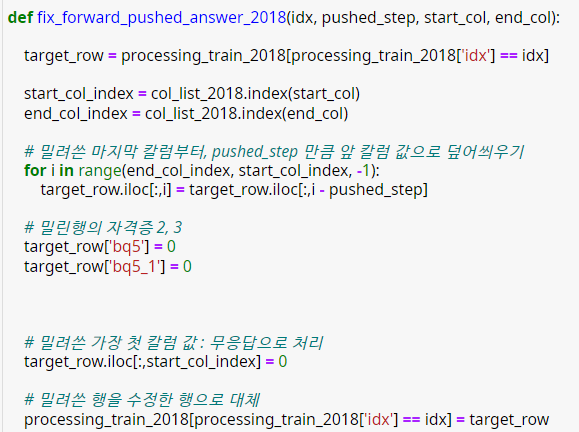 def fix_forward_pushed_answer_2018(idx, pushed_step, start_col, end_col):
target_row = processing_train_2018[processing_train_2018['idx'] == idx]
start_col_index = col_list_2018.index(start_col)
end_col_index = col_list_2018.index(end_col)
# 밀려쓴 마지막 칼럼부터, pushed_step 만큼 앞 칼럼 값으로 덮어씌우기
for i in range(end_col_index, start_col_index, -1):
target_row.iloc[:,i] = target_row.iloc[:,i - pushed_step]
# 밀린행의 자격증 2, 3
target_row['bq5'] = 0
target_row['bq5_1'] = 0
# 밀려쓴 가장 첫 칼럼 값 : 무응답으로 처리
target_row.iloc[:,start_col_index] = 0
# 밀려쓴 행을 수정한 행으로 대체
processing_train_2018[processing_train_2018['idx'] == idx] = target_row